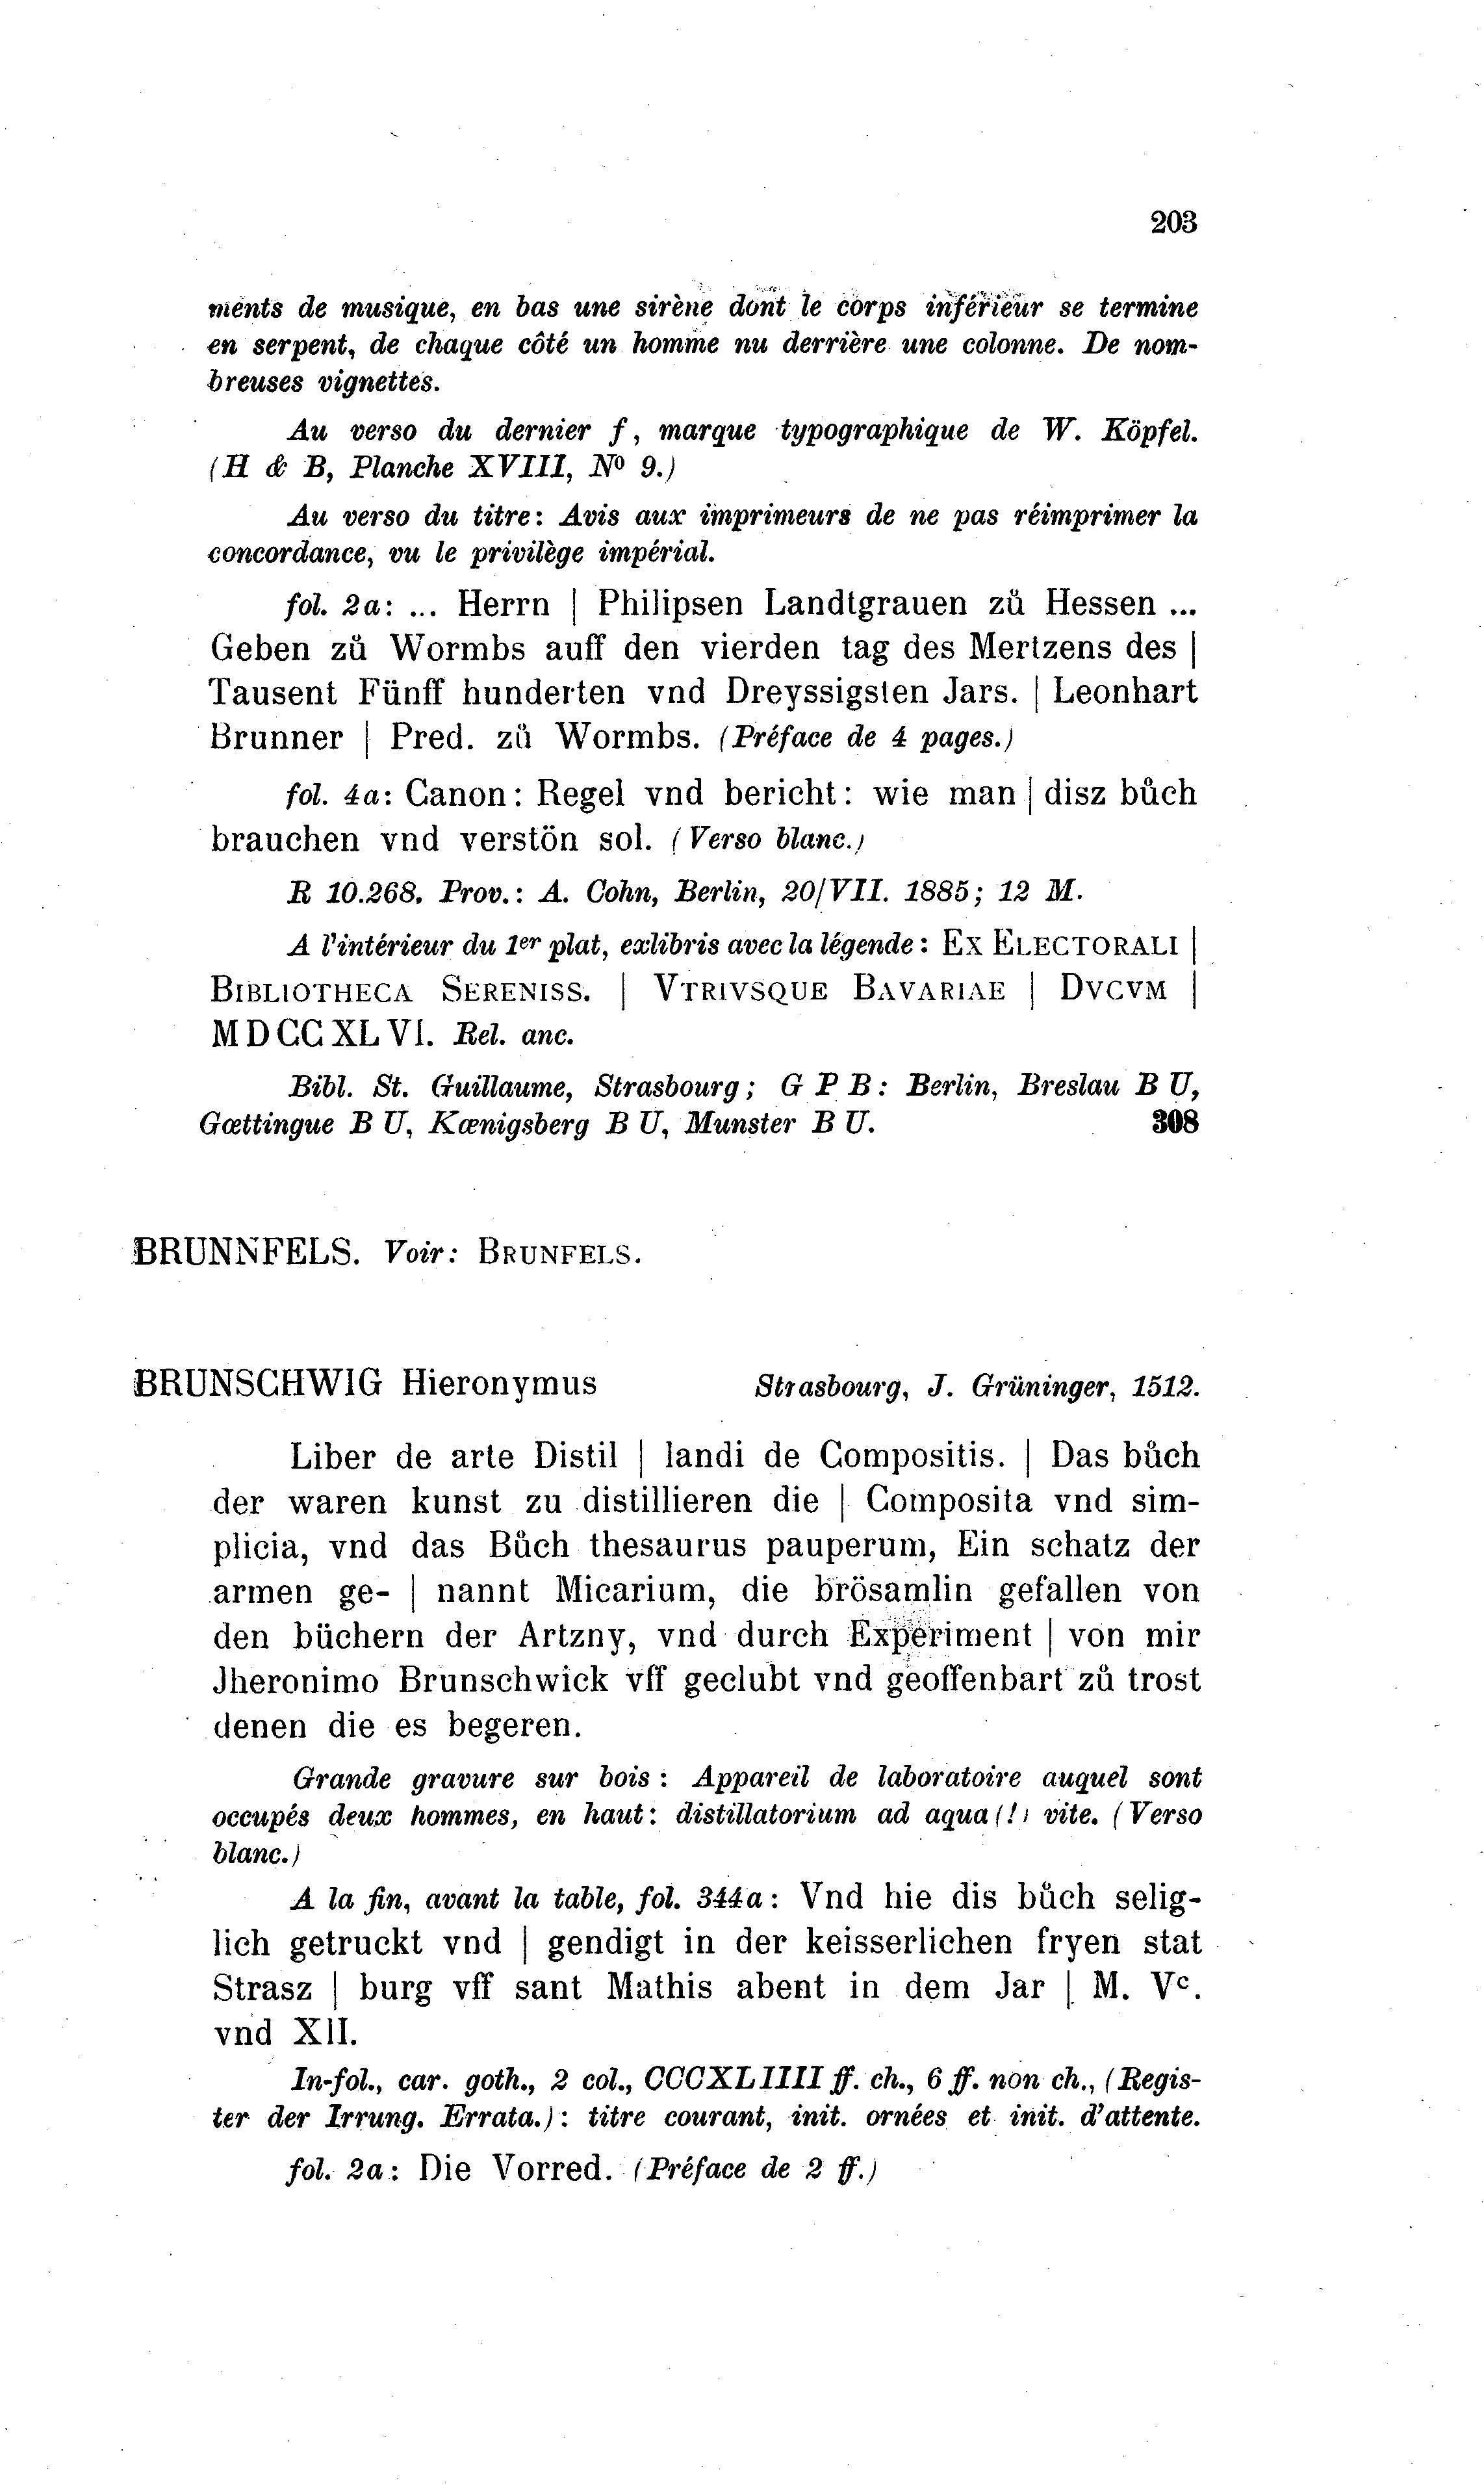 203
ments de musique, en bas une sirène dont le corps inférieur se termine
en serpent, de chaque côté un homme nu derrière une colonne. De nom-
breuses vignettes.
Au verso du dernier f, marque typographique de W. Köpfel.
(H & B, Planche XVIII, Nº 9.)
Au verso du titre: Avis aux imprimeurs de ne pas réimprimer la
concordance, vu le privilège impérial.
fol. 2a: ... Herrn | Philipsen Landtgrauen zů Hessen ...
Geben zů Wormbs auff den vierden tag des Mertzens des |
Tausent Fünff hunderten vnd Dreyssigsten Jars. | Leonhart
Brunner | Pred. zů Wormbs. (Préface de 4 pages.)
fol. 4a: Canon: Regel vnd bericht: wie man | disz bůch
brauchen vnd verstön sol. (Verso blanc.)
R 10.268. Prov.: A. Cohn, Berlin, 20/VII. 1885; 12 M.
A l'intérieur du 1er plat, exlibris avec la légende: Ex Electorali |
Bibliotheca Sereniss. | Vtrivsque Bavariae | Dvcvm |
MDCCXLVI. Rel. anc.
Bibl. St. Guillaume, Strasbourg; G P B: Berlin, Breslau B U,
Gœttingue B U, Kœnigsberg B U, Munster B U. 308
BRUNNFELS. Voir: Brunfels.
BRUNSCHWIG Hieronymus Strasbourg, J. Grüninger, 1512.
Liber de arte Distil | landi de Compositis. | Das bůch
der waren kunst zu distillieren die | Composita vnd sim-
plicia, vnd das Bůch thesaurus pauperum, Ein schatz der
armen ge- | nannt Micarium, die brösamlin gefallen von
den büchern der Artzny, vnd durch Experiment | von mir
Jheronimo Brunschwick vff geclubt vnd geoffenbart zů trost
denen die es begeren.
Grande gravure sur bois: Appareil de laboratoire auquel sont
occupés deux hommes, en haut: distillatorium ad aqua(!) vite. (Verso
blanc.)
A la fin, avant la table, fol. 344a: Vnd hie dis bůch selig-
lich getruckt vnd | gendigt in der keisserlichen fryen stat
Strasz | burg vff sant Mathis abent in dem Jar | M. Vc.
vnd XII.
In-fol., car. goth., 2 col., CCCXLIIII ff. ch., 6 ff. non ch., (Regis-
ter der Irrung. Errata.): titre courant, init. ornées et init. d'attente.
fol. 2a: Die Vorred. (Préface de 2 ff.)